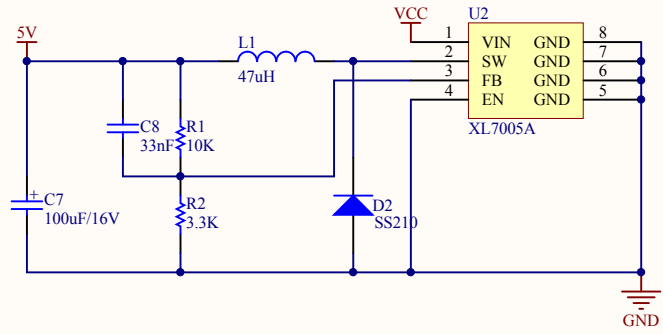 5V
VCC
U2
L1
47uH
1
2
3
4
VIN
SW
FB
EN
GND
GND
GND
GND
8
7
6
5
XL7005A
C8
33nF
R1
10K
C7
+
100uF/16V
R2
3.3K
D2
SS210
GND